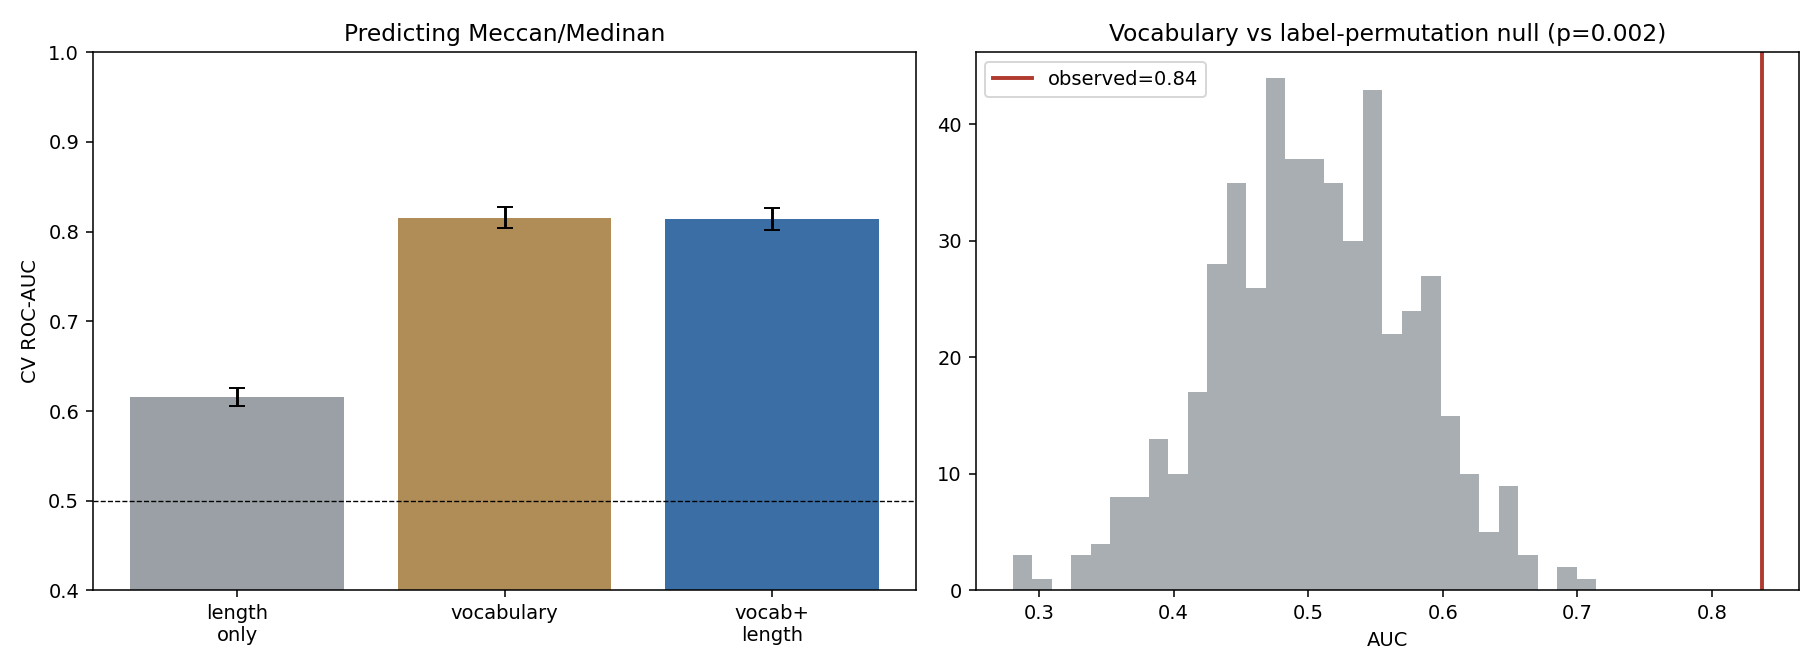 Predicting Meccan/Medinan
CV ROC-AUC
1.0
0.9
0.8
0.7
0.6
0.5
0.4
length
only
vocabulary
vocab+
length
Vocabulary vs label-permutation null (p=0.002)
observed=0.84
40
30
20
10
0
0.3 0.4 0.5 0.6 0.7 0.8
AUC